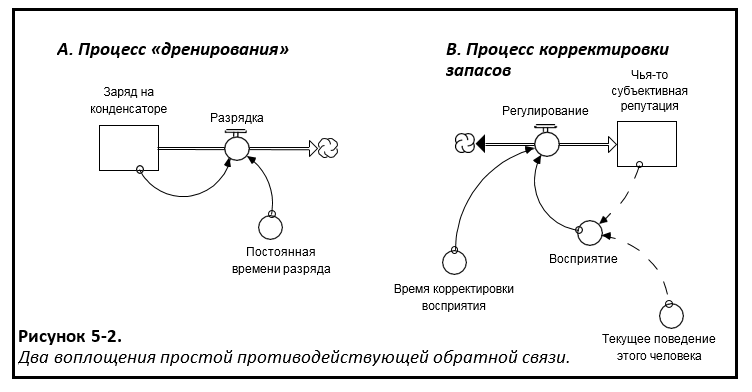 А. Процесс «дренирования»
Заряд на
конденсаторе
Разрядка
Постоянная
времени разряда
В. Процесс корректировки
запасов
Чья-то
субъективная
репутация
Регулирование
Восприятие
Время корректировки
восприятия
Текущее поведение
этого человека
Рисунок 5-2.
Два воплощения простой противодействующей обратной связи.